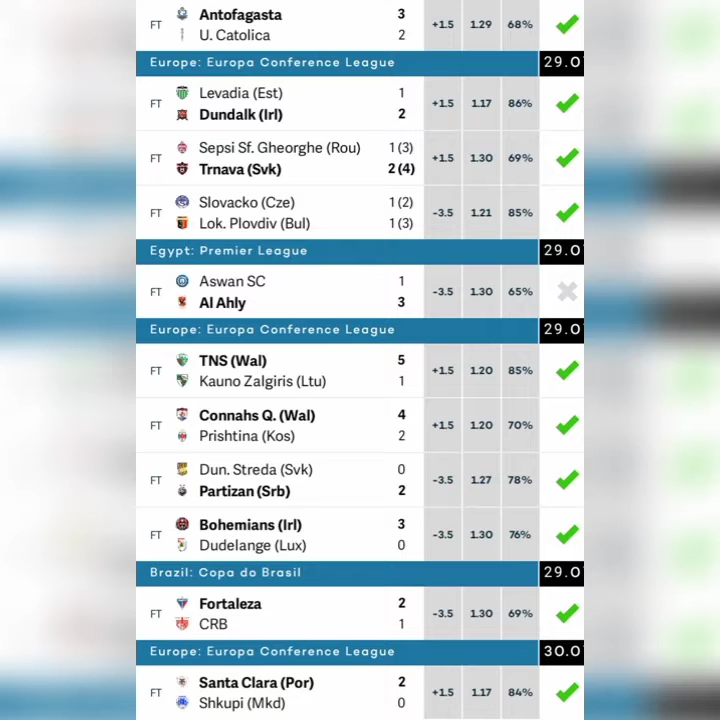 FT Antofagasta 3 +1.5 1.29 68%
U. Catolica 2
Europe: Europa Conference League 29.0
FT Levadia (Est) 1 +1.5 1.17 86%
Dundalk (Irl) 2
FT Sepsi Sf. Gheorghe (Rou) 1 (3) +1.5 1.30 69%
Trnava (Svk) 2 (4)
FT Slovacko (Cze) 1 (2) -3.5 1.21 85%
Lok. Plovdiv (Bul) 1 (3)
Egypt: Premier League 29.0
FT Aswan SC 1 -3.5 1.30 65%
Al Ahly 3
Europe: Europa Conference League 29.0
FT TNS (Wal) 5 +1.5 1.20 85%
Kauno Zalgiris (Ltu) 1
FT Connahs Q. (Wal) 4 +1.5 1.20 70%
Prishtina (Kos) 2
FT Dun. Streda (Svk) 0 -3.5 1.27 78%
Partizan (Srb) 2
FT Bohemians (Irl) 3 -3.5 1.30 76%
Dudelange (Lux) 0
Brazil: Copa do Brasil 29.0
FT Fortaleza 2 -3.5 1.30 69%
CRB 1
Europe: Europa Conference League 30.0
FT Santa Clara (Por) 2 +1.5 1.17 84%
Shkupi (Mkd) 0